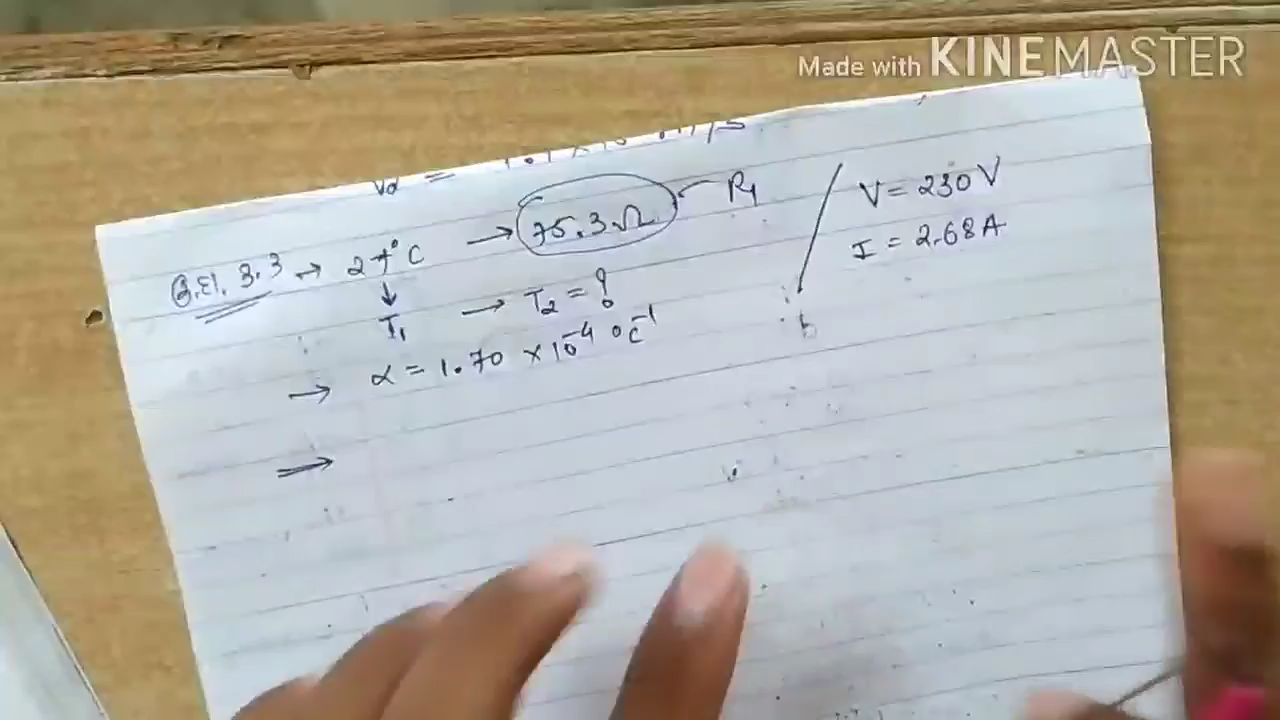 Made with KINEMASTER
Vd =
→ 75.3Ω ← R1
3.3 → 27°C
↓
T1 → T2 = ?
→ α = 1.70 × 10⁻⁴ °C⁻¹
→
V = 230 V
I = 2.68 A